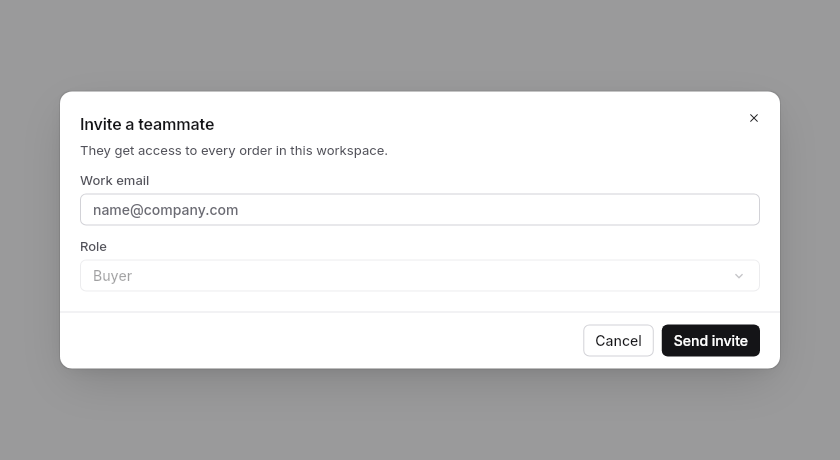 Invite a teammate
They get access to every order in this workspace.
Work email
name@company.com
Role
Buyer
Cancel
Send invite